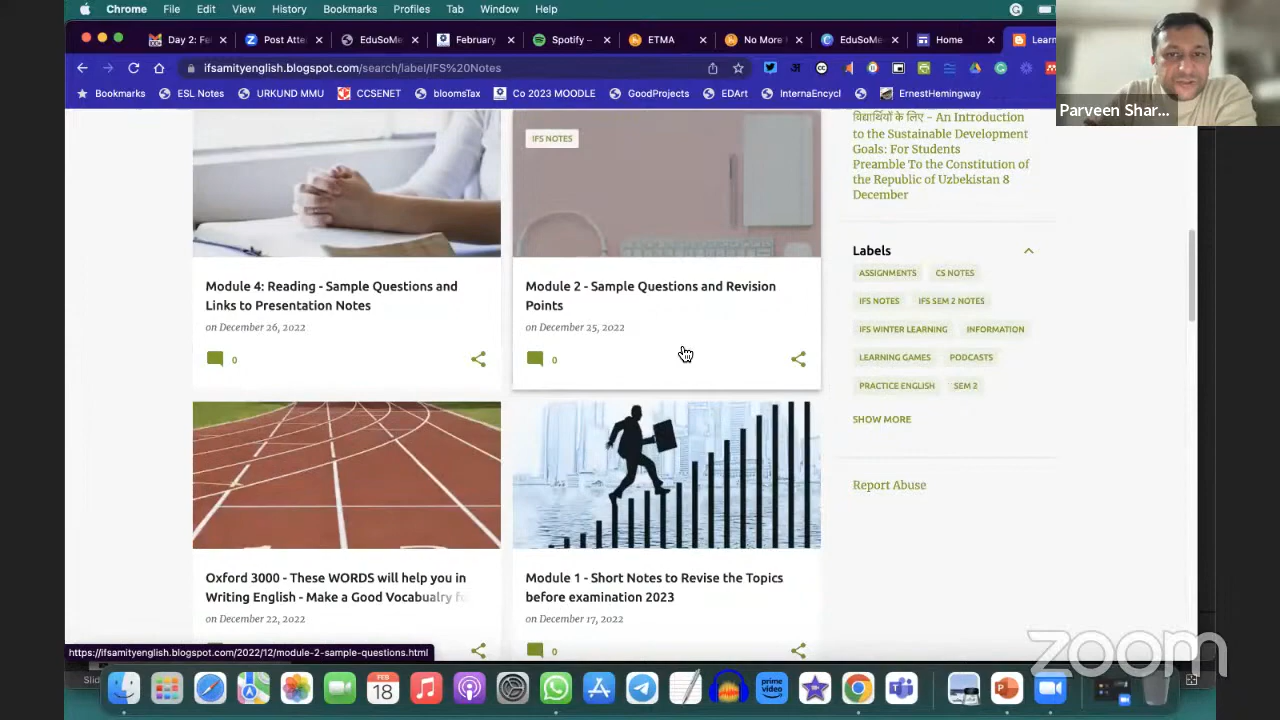 Chrome File Edit View History Bookmarks Profiles Tab Window Help
Day 2: Fe Post Atte EduSoMe February Spotify – ETMA No More EduSoMe Home Learn
ifsamityenglish.blogspot.com/search/label/IFS%20Notes
Bookmarks ESL Notes URKUND MMU CCSENET bloomsTax Co 2023 MOODLE GoodProjects EDArt InternaEncycl ErnestHemingway
Parveen Shar...
IFS NOTES
Module 4: Reading - Sample Questions and
Links to Presentation Notes
on December 26, 2022
0
Module 2 - Sample Questions and Revision
Points
on December 25, 2022
0
Oxford 3000 - These WORDS will help you in
Writing English - Make a Good Vocabualry fo
on December 22, 2022
Module 1 - Short Notes to Revise the Topics
before examination 2023
on December 17, 2022
0
विद्यार्थियों के लिए - An Introduction
to the Sustainable Development
Goals: For Students
Preamble To the Constitution of
the Republic of Uzbekistan 8
December
Labels
ASSIGNMENTS CS NOTES
IFS NOTES IFS SEM 2 NOTES
IFS WINTER LEARNING INFORMATION
LEARNING GAMES PODCASTS
PRACTICE ENGLISH SEM 2
SHOW MORE
Report Abuse
https://ifsamityenglish.blogspot.com/2022/12/module-2-sample-questions.html
zoom
Slid
FEB
18
prime
video